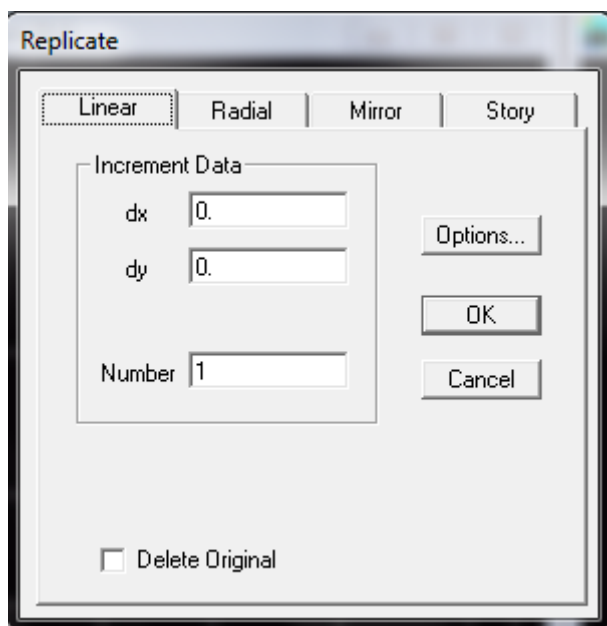 Replicate
Linear Radial Mirror Story
Increment Data
dx 0.
dy 0.
Number 1
Options...
OK
Cancel
Delete Original